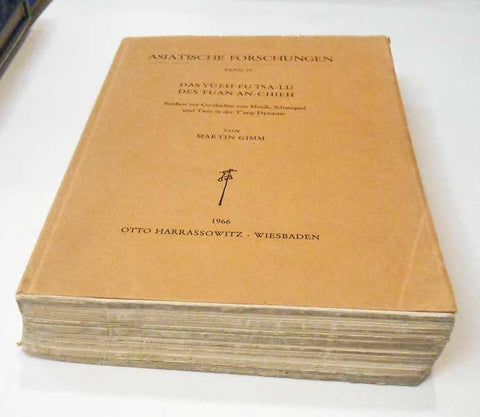 ASIATISCHE FORSCHUNGEN
BAND 19
DAS YÜEH-FU TSA-LU
DES TUAN AN-CHIEH
Studien zur Geschichte von Musik, Schauspiel
und Tanz in der T'ang-Dynastie
VON
MARTIN GIMM
1966
OTTO HARRASSOWITZ · WIESBADEN